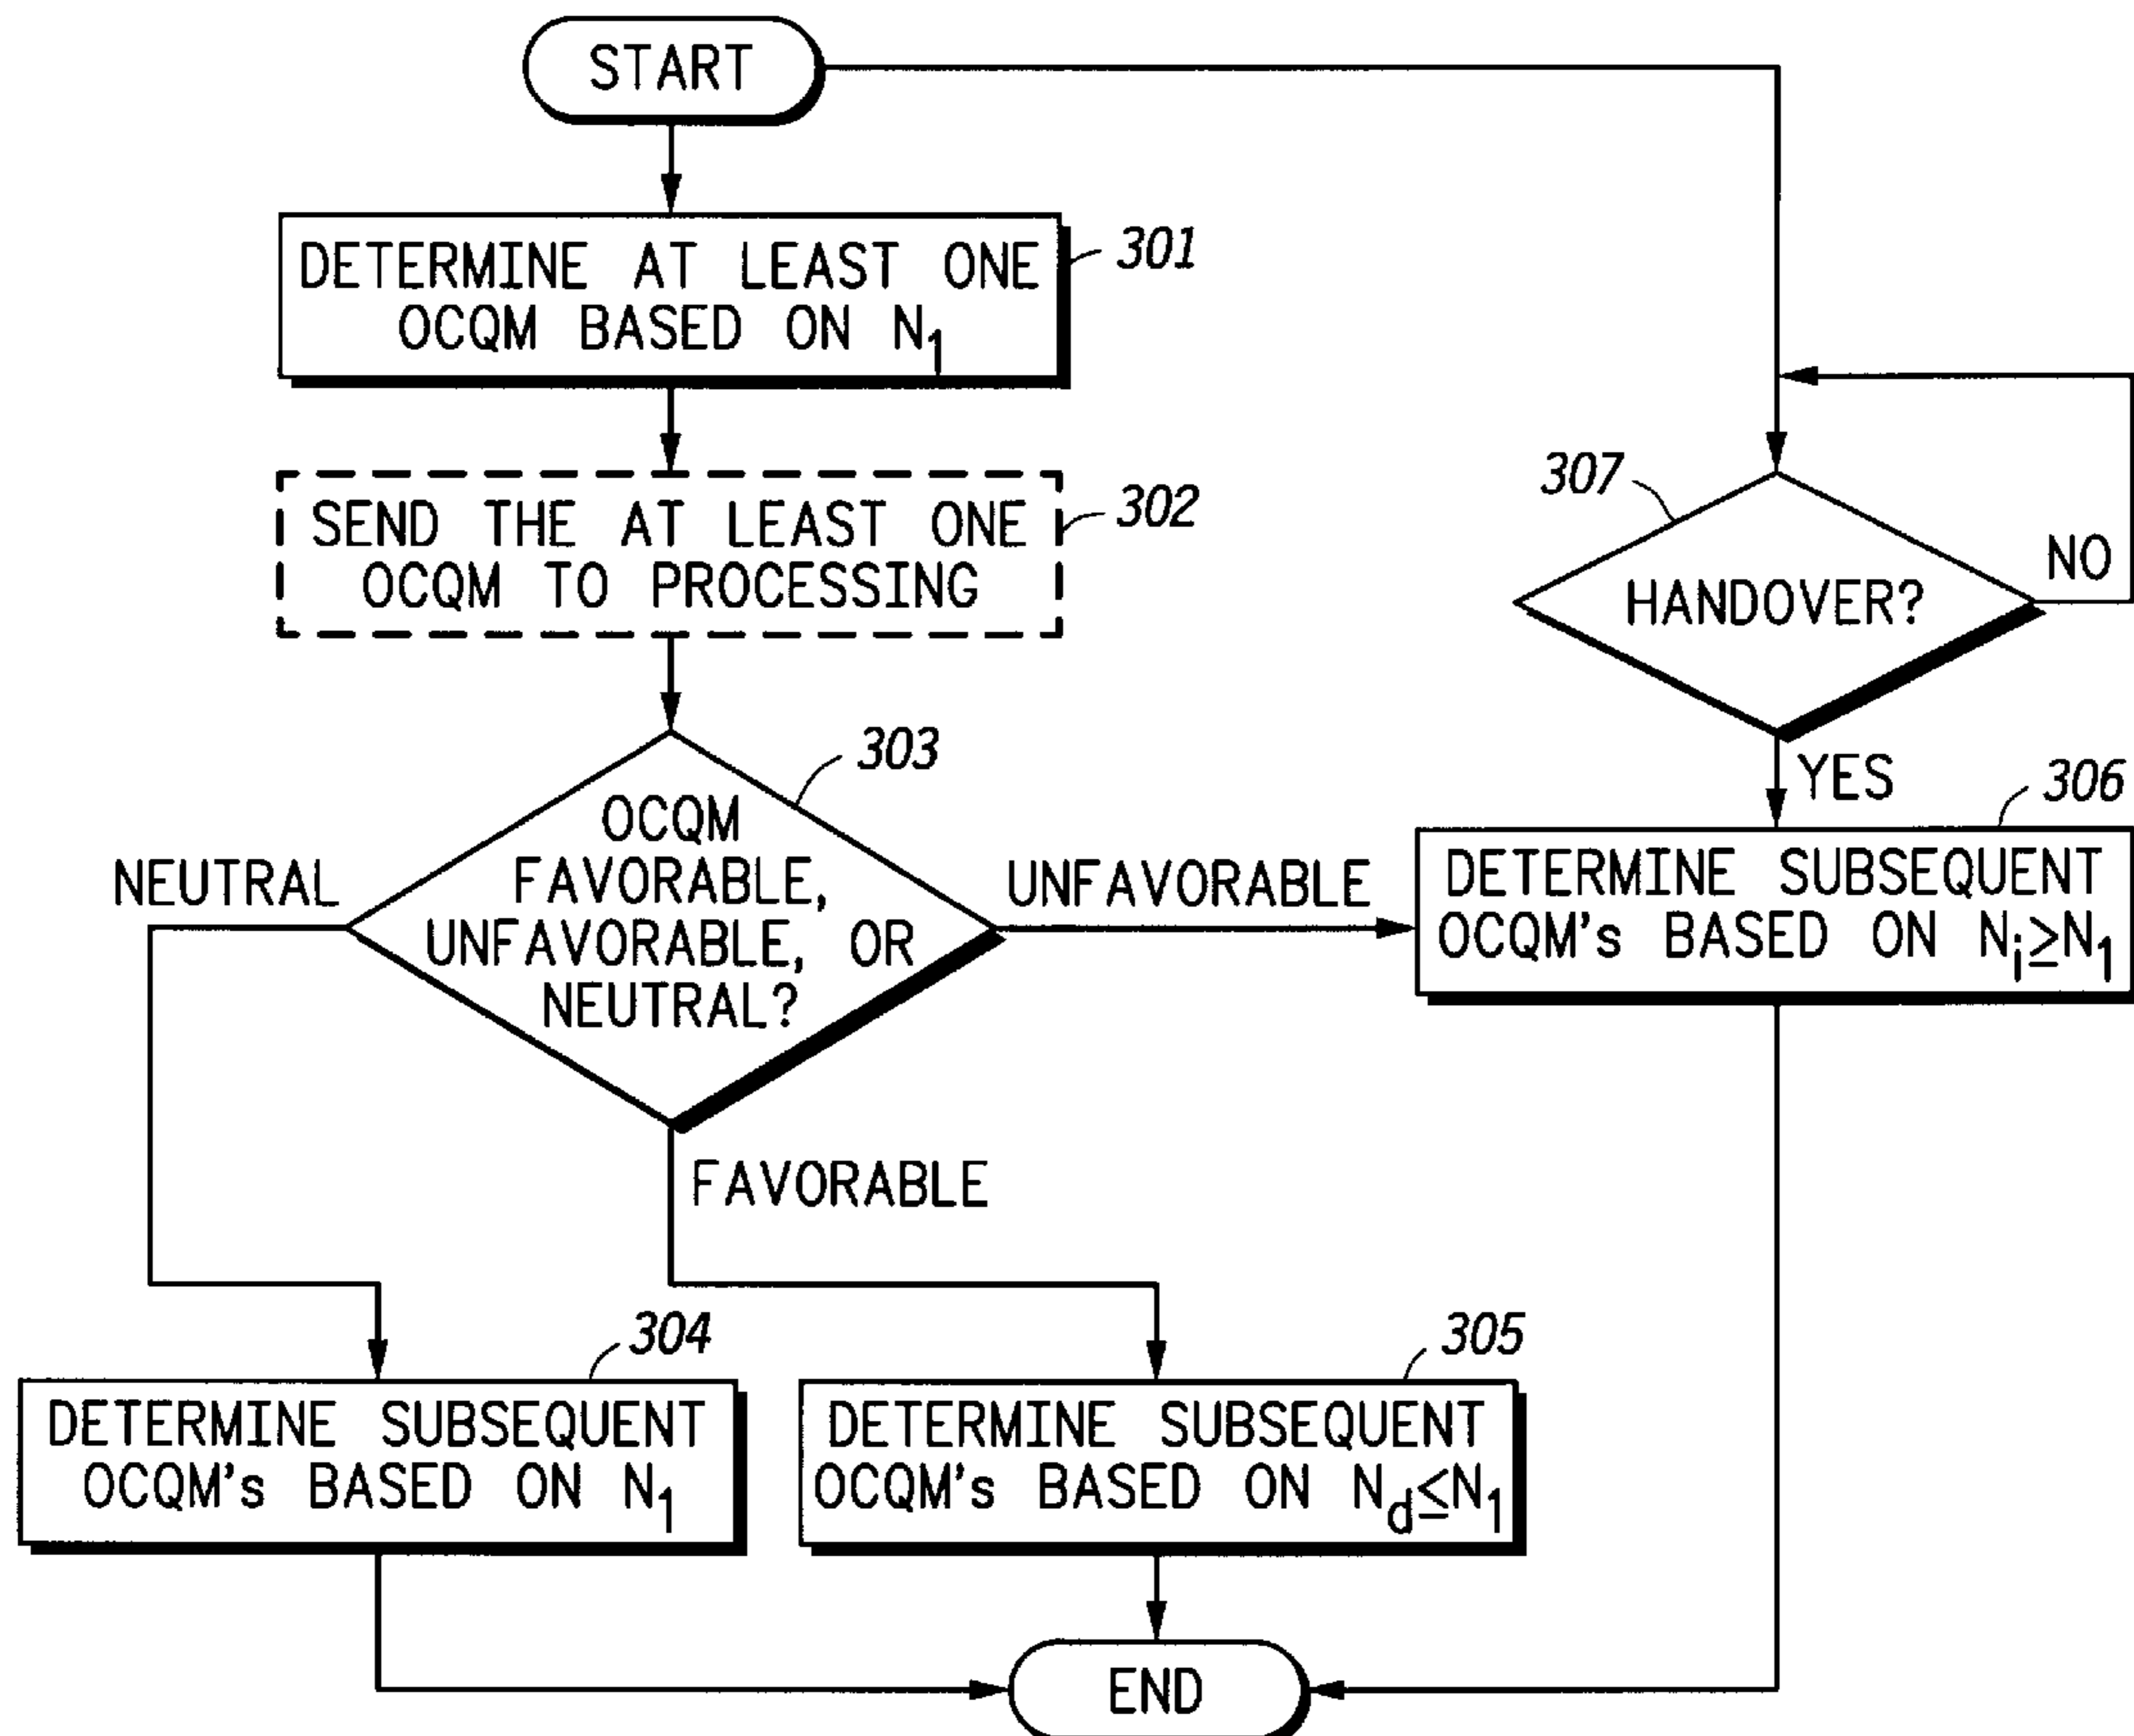 START
DETERMINE AT LEAST ONE
OCQM BASED ON N1
301
SEND THE AT LEAST ONE
OCQM TO PROCESSING
302
307
HANDOVER?
NO
YES
303
OCQM
FAVORABLE,
UNFAVORABLE, OR
NEUTRAL?
NEUTRAL
UNFAVORABLE
FAVORABLE
306
DETERMINE SUBSEQUENT
OCQM's BASED ON Ni≥N1
304
DETERMINE SUBSEQUENT
OCQM's BASED ON N1
305
DETERMINE SUBSEQUENT
OCQM's BASED ON Nd≤N1
END